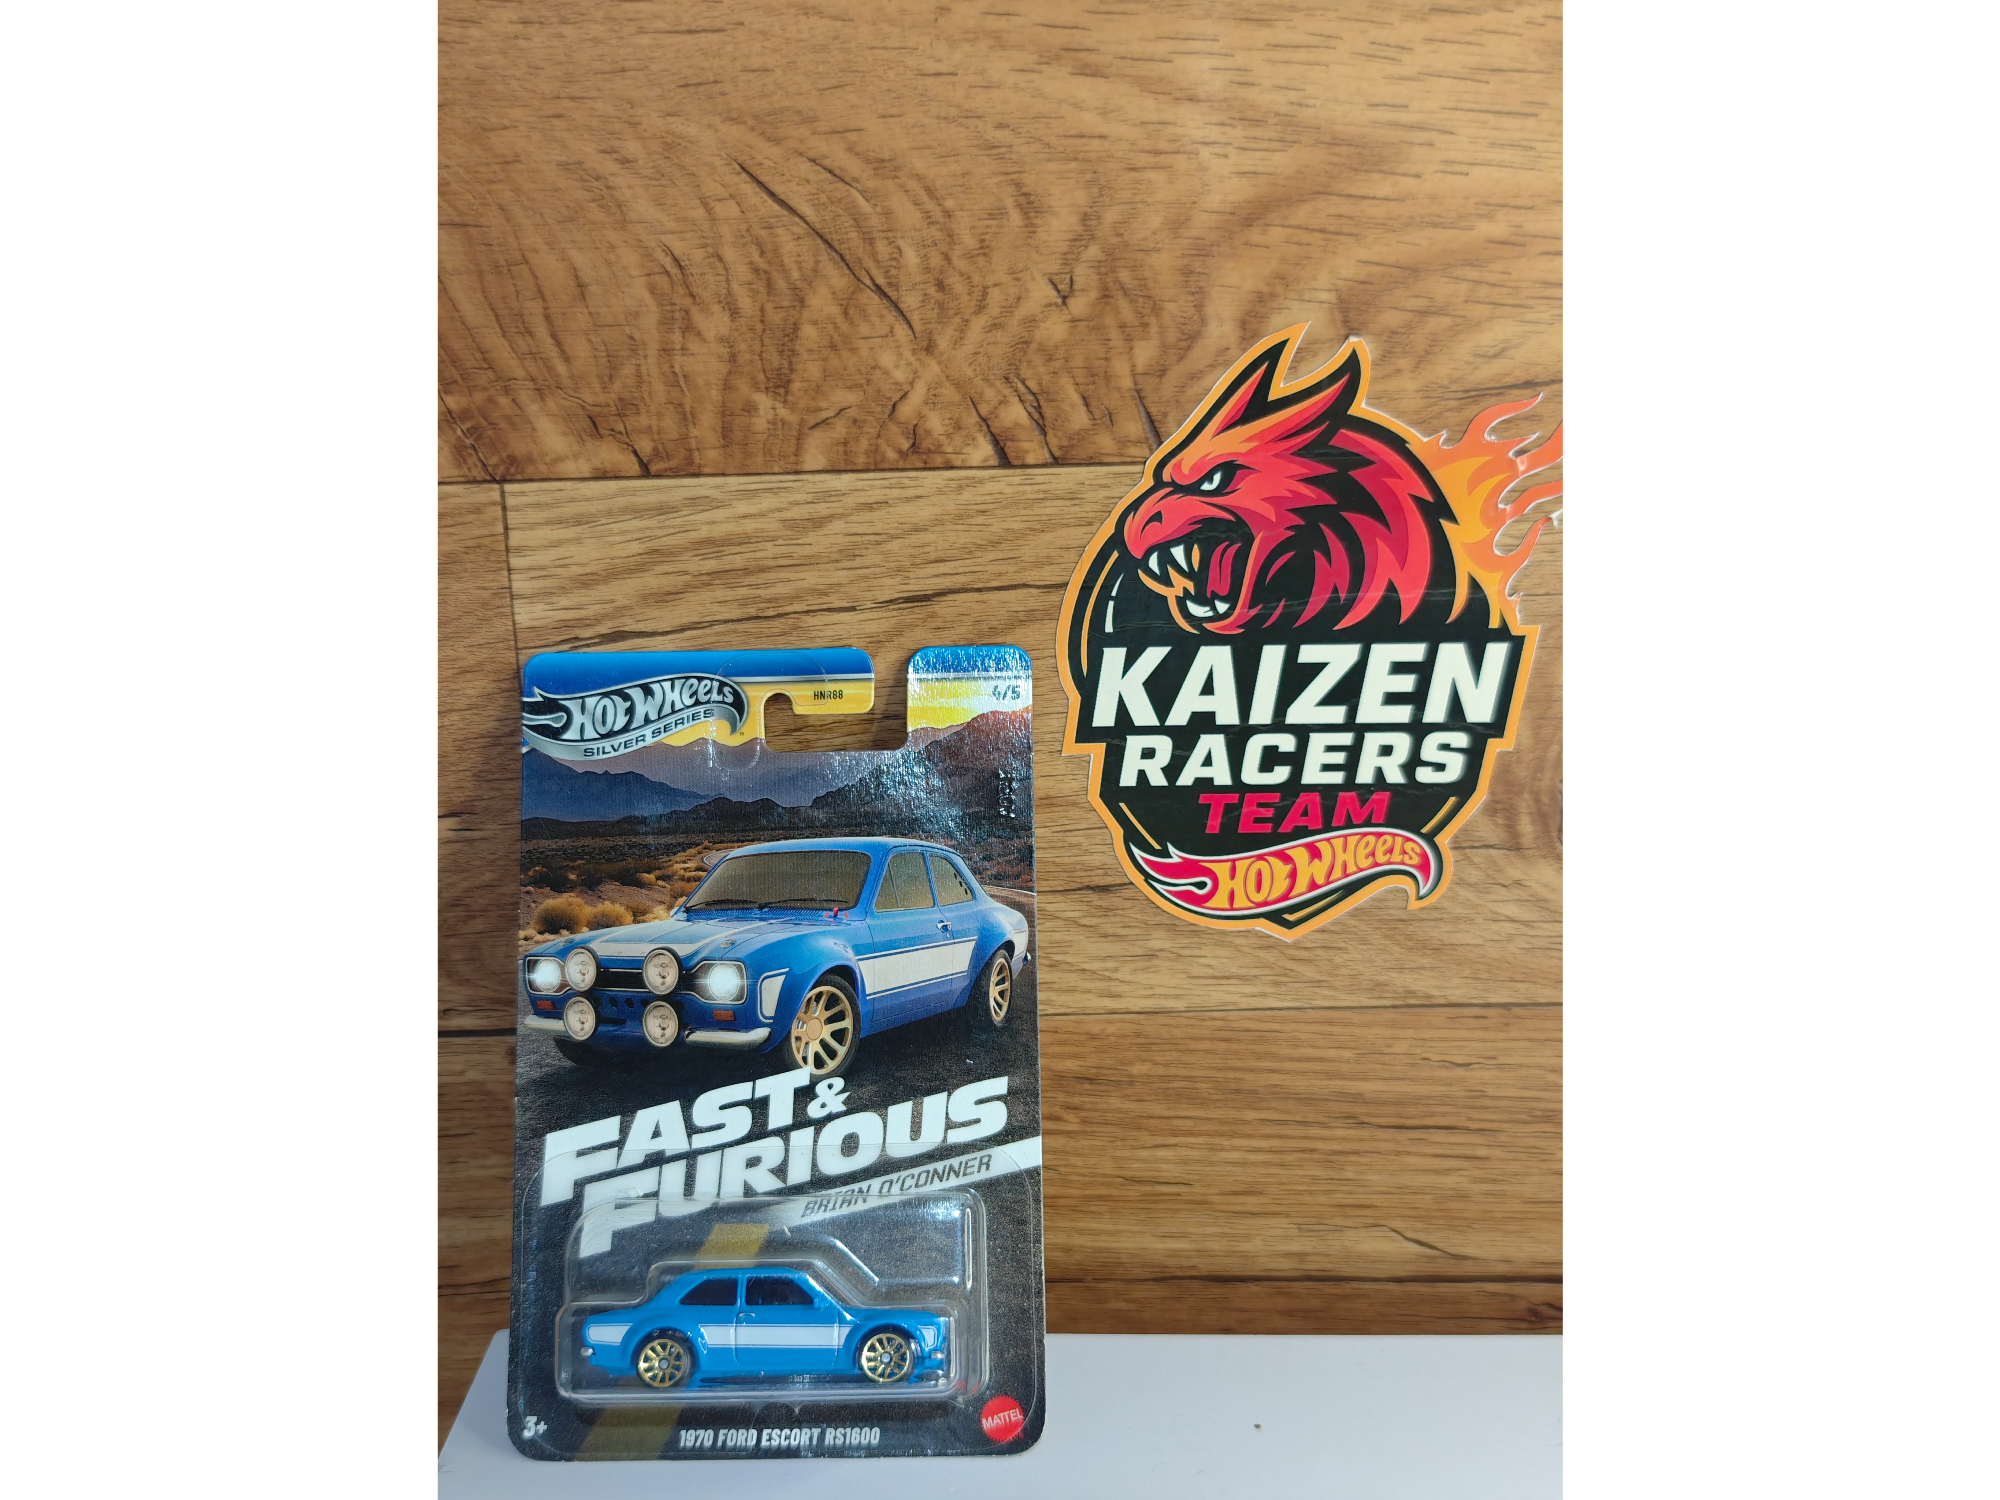 HOT WHEELS
SILVER SERIES
HNR88
4/5
FAST &
FURIOUS
BRIAN O'CONNER
3+
1970 FORD ESCORT RS1600
MATTEL
KAIZEN
RACERS
TEAM
HOT WHEELS